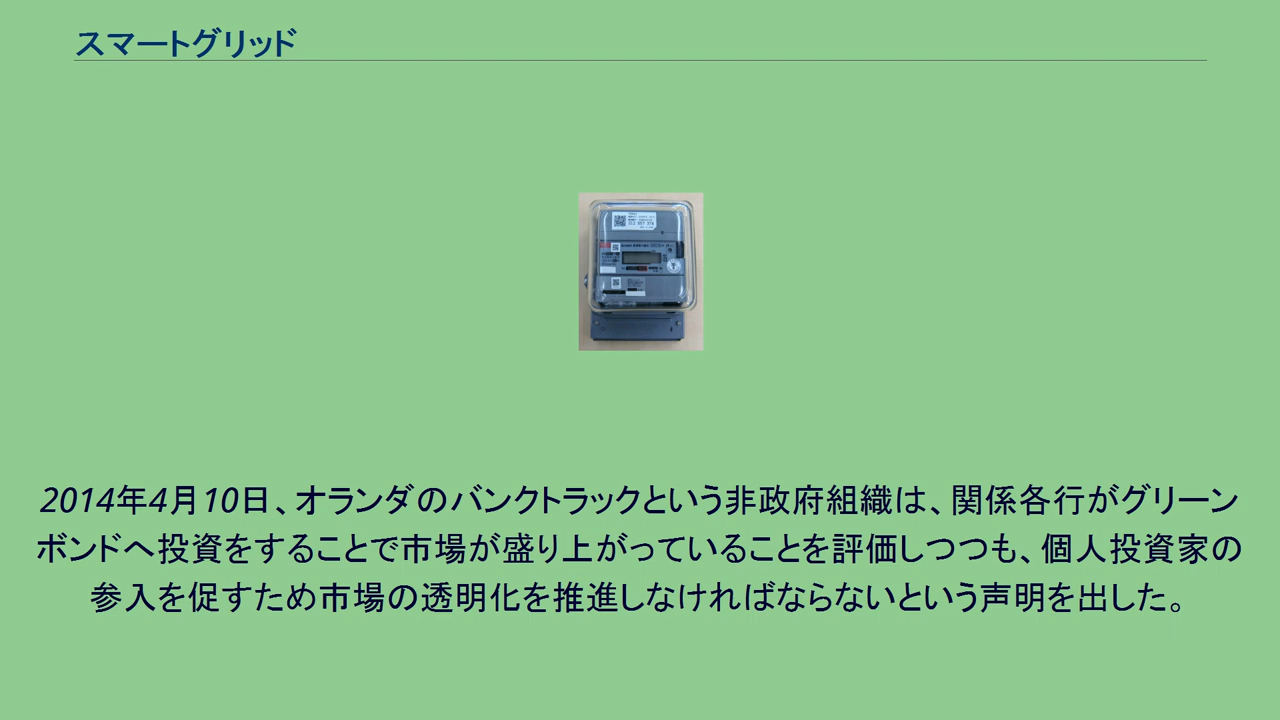 スマートグリッド
2014年4月10日、オランダのバンクトラックという非政府組織は、関係各行がグリーン
ボンドへ投資をすることで市場が盛り上がっていることを評価しつつも、個人投資家の
参入を促すため市場の透明化を推進しなければならないという声明を出した。